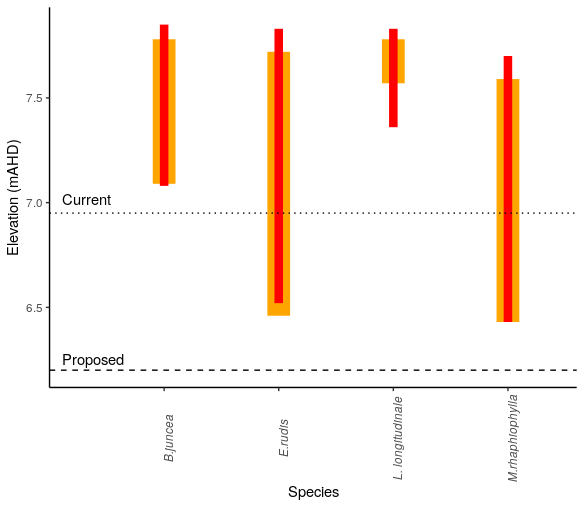 Elevation (mAHD)
7.5
7.0
6.5
Current
Proposed
B.juncea
E.rudis
L. longitudinale
M.rhaphiophylla
Species